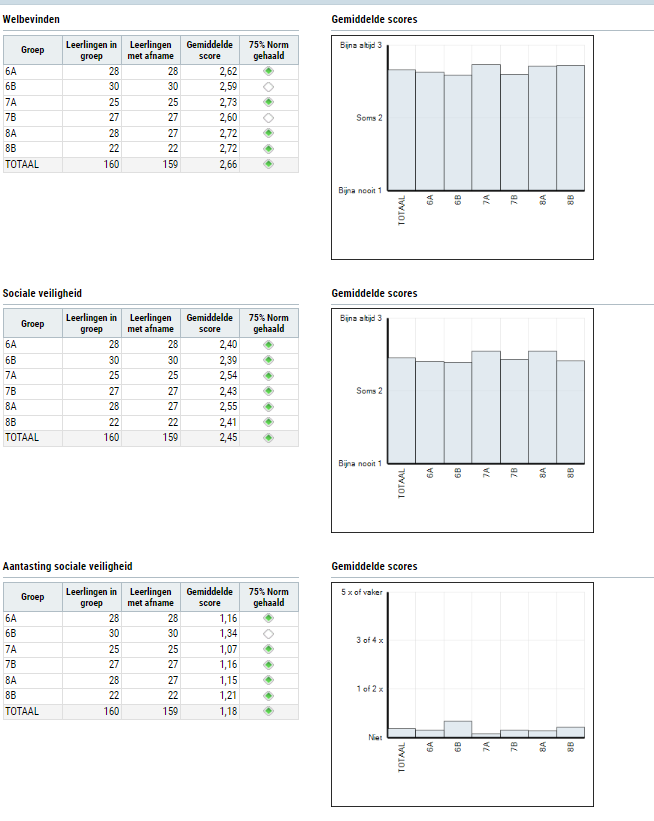 Welbevinden
Groep Leerlingen in groep Leerlingen met afname Gemiddelde score 75% Norm gehaald
6A 28 28 2,62
6B 30 30 2,59
7A 25 25 2,73
7B 27 27 2,60
8A 28 27 2,72
8B 22 22 2,72
TOTAAL 160 159 2,66
Gemiddelde scores
Bijna altijd 3
Soms 2
Bijna nooit 1
TOTAAL 6A 6B 7A 7B 8A 8B
Sociale veiligheid
Groep Leerlingen in groep Leerlingen met afname Gemiddelde score 75% Norm gehaald
6A 28 28 2,40
6B 30 30 2,39
7A 25 25 2,54
7B 27 27 2,43
8A 28 27 2,55
8B 22 22 2,41
TOTAAL 160 159 2,45
Gemiddelde scores
Bijna altijd 3
Soms 2
Bijna nooit 1
TOTAAL 6A 6B 7A 7B 8A 8B
Aantasting sociale veiligheid
Groep Leerlingen in groep Leerlingen met afname Gemiddelde score 75% Norm gehaald
6A 28 28 1,16
6B 30 30 1,34
7A 25 25 1,07
7B 27 27 1,16
8A 28 27 1,15
8B 22 22 1,21
TOTAAL 160 159 1,18
Gemiddelde scores
5 x of vaker
3 of 4 x
1 of 2 x
Niet
TOTAAL 6A 6B 7A 7B 8A 8B